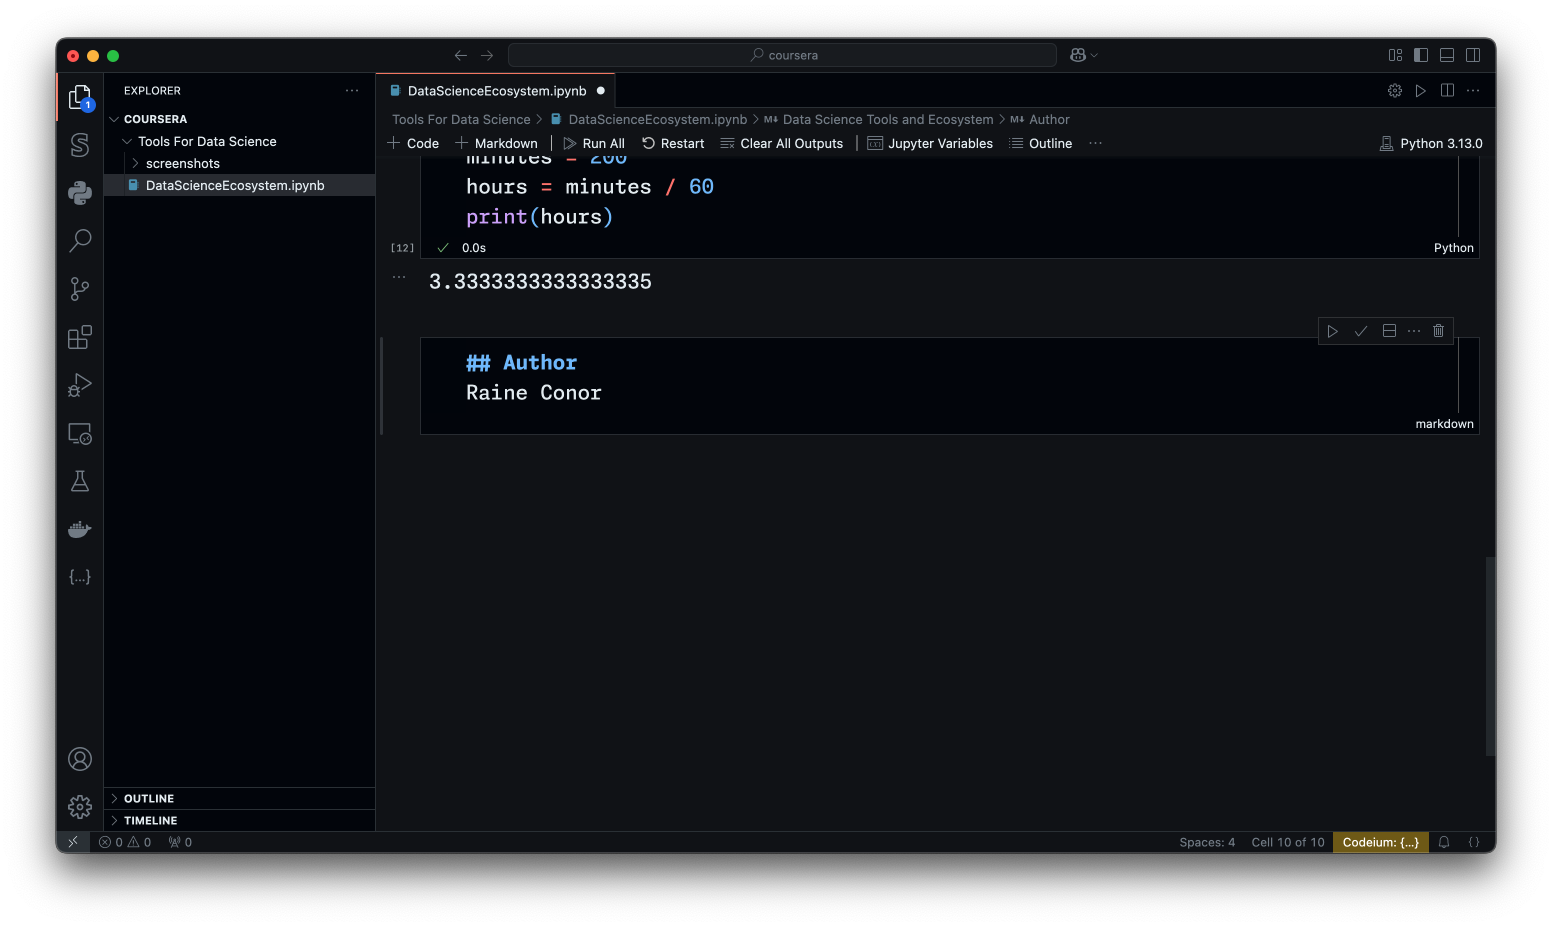 coursera
1
EXPLORER
COURSERA
Tools For Data Science
screenshots
DataScienceEcosystem.ipynb
OUTLINE
TIMELINE
DataScienceEcosystem.ipynb
Tools For Data Science > DataScienceEcosystem.ipynb > M↓ Data Science Tools and Ecosystem > M↓ Author
+ Code + Markdown | Run All Restart Clear All Outputs | Jupyter Variables Outline ... Python 3.13.0
minutes = 200
hours = minutes / 60
print(hours)
[12] ✓ 0.0s Python
3.3333333333333335
## Author
Raine Conor
markdown
0 0 0 Spaces: 4 Cell 10 of 10 Codeium: {...} {}